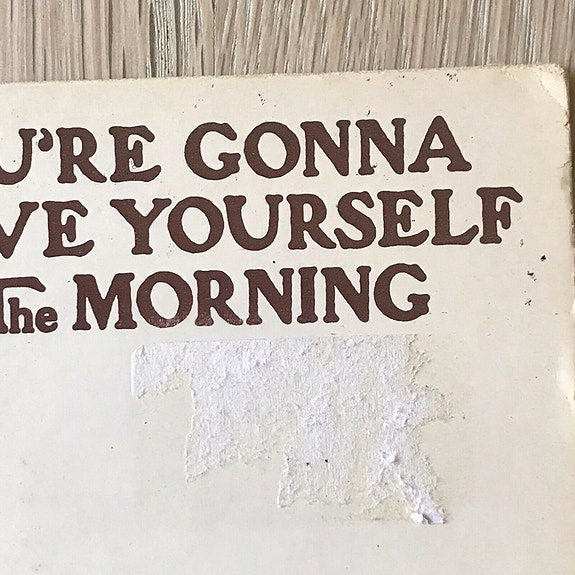 U'RE GONNA
VE YOURSELF
The MORNING